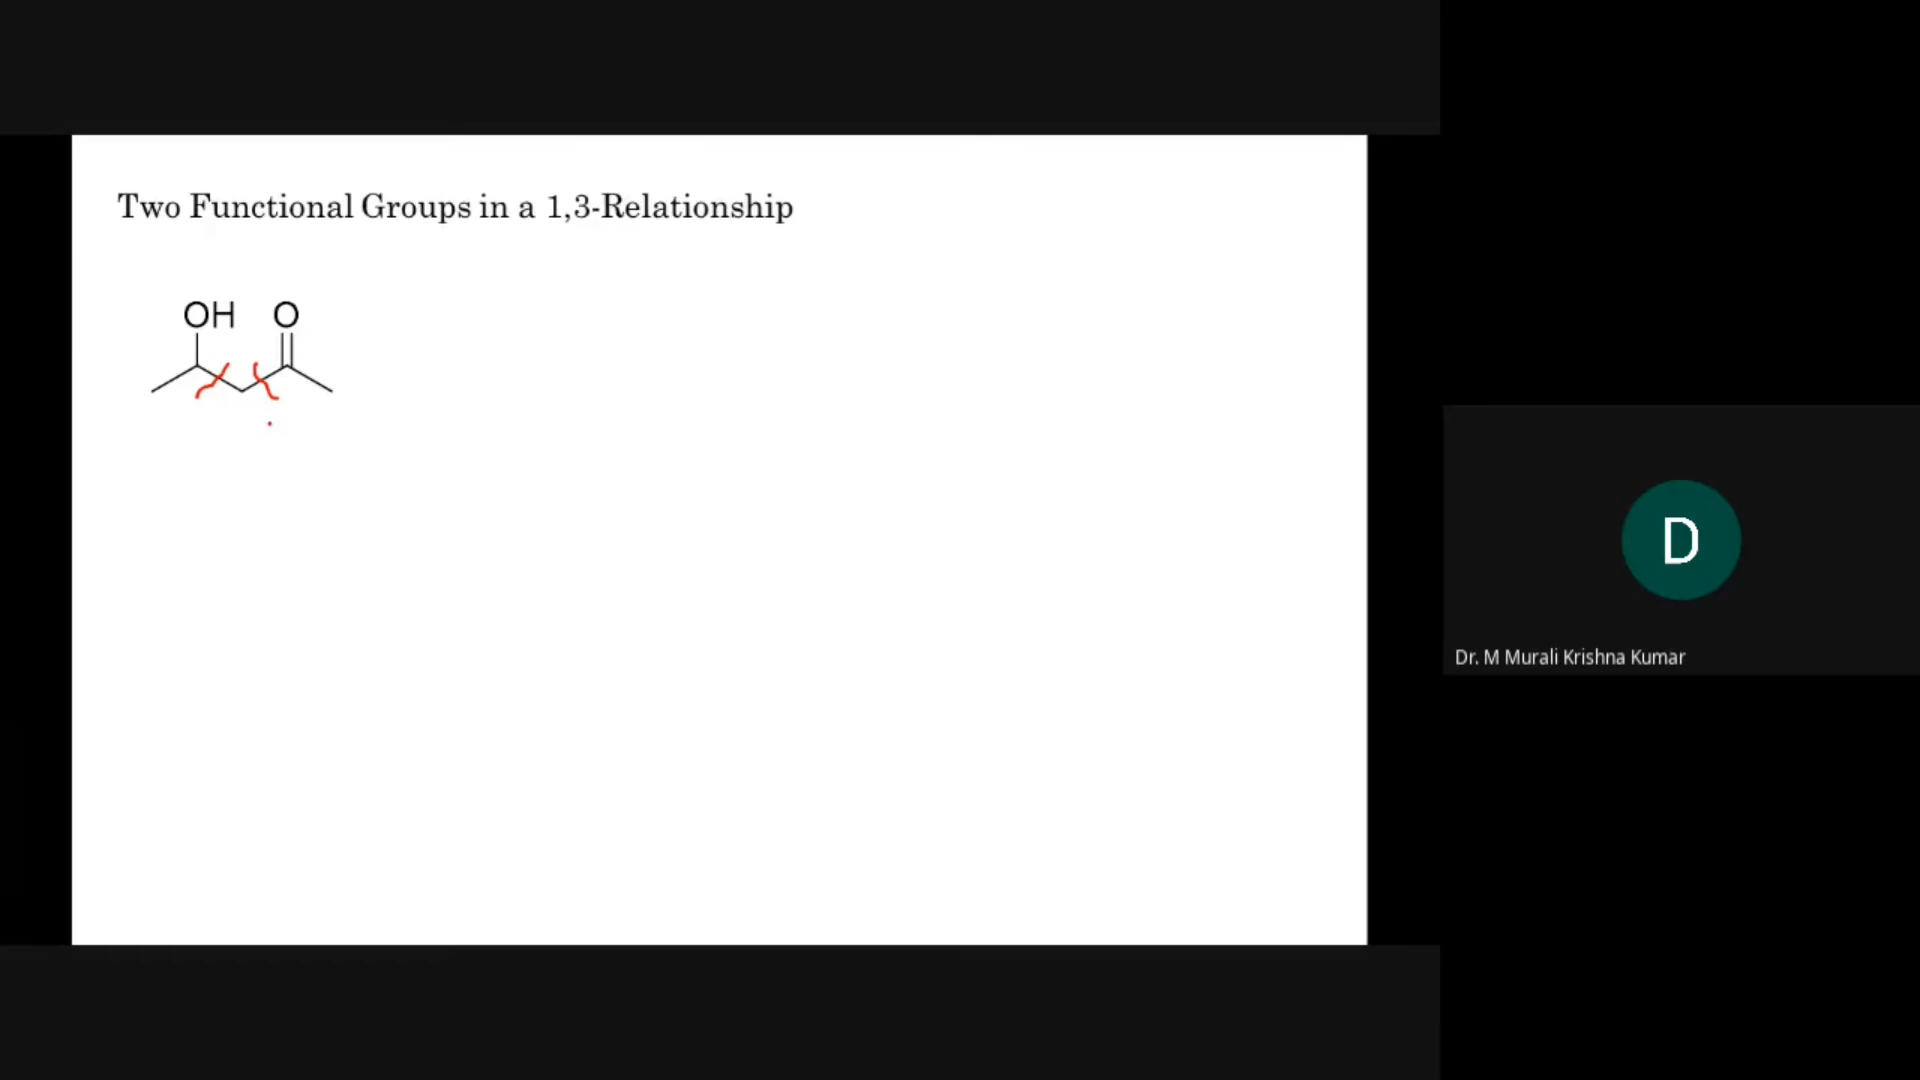 Two Functional Groups in a 1,3-Relationship
OH O
D
Dr. M Murali Krishna Kumar